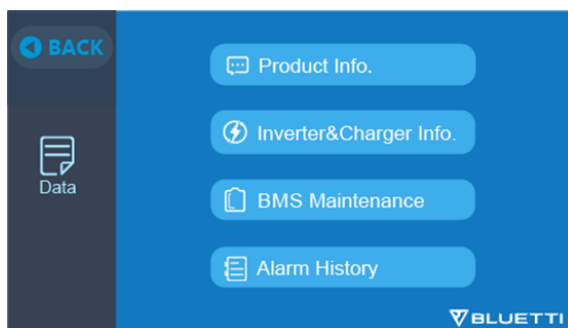 BACK
Product Info.
Inverter&Charger Info.
Data
BMS Maintenance
Alarm History
BLUETTI